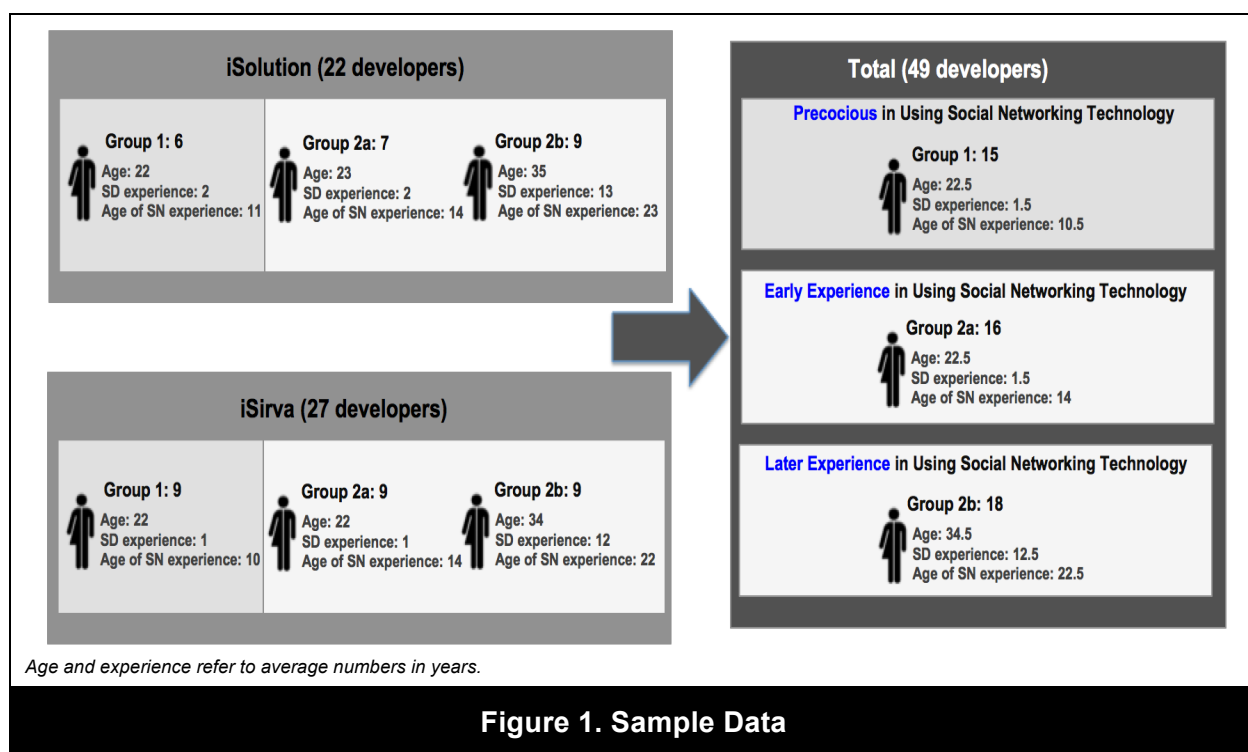 iSolution (22 developers)
Group 1: 6
Age: 22
SD experience: 2
Age of SN experience: 11
Group 2a: 7
Age: 23
SD experience: 2
Age of SN experience: 14
Group 2b: 9
Age: 35
SD experience: 13
Age of SN experience: 23
iSirva (27 developers)
Group 1: 9
Age: 22
SD experience: 1
Age of SN experience: 10
Group 2a: 9
Age: 22
SD experience: 1
Age of SN experience: 14
Group 2b: 9
Age: 34
SD experience: 12
Age of SN experience: 22
Total (49 developers)
Precocious in Using Social Networking Technology
Group 1: 15
Age: 22.5
SD experience: 1.5
Age of SN experience: 10.5
Early Experience in Using Social Networking Technology
Group 2a: 16
Age: 22.5
SD experience: 1.5
Age of SN experience: 14
Later Experience in Using Social Networking Technology
Group 2b: 18
Age: 34.5
SD experience: 12.5
Age of SN experience: 22.5
Age and experience refer to average numbers in years.
Figure 1. Sample Data